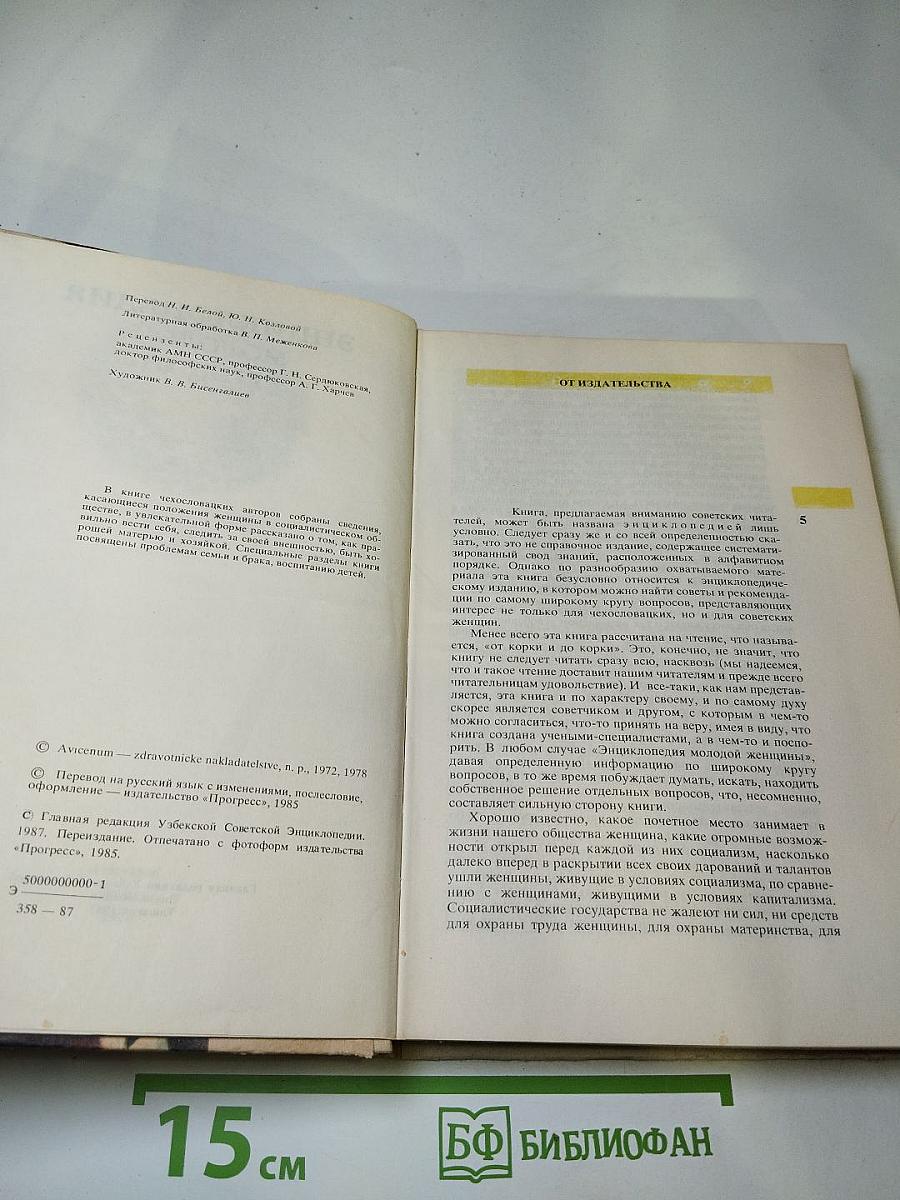 Перевод Н. И. Белой, Ю. Н. Козловой
Литературная обработка В. П. Меженкова
Рецензенты:
академик АМН СССР, профессор Г. Н. Сердюковская,
доктор философских наук, профессор А. Г. Харчев
Художник В. В. Бисенгалиев
В книге чехословацких авторов собраны сведения,
касающиеся положения женщины в социалистическом об-
ществе, в увлекательной форме рассказано о том, как пра-
вильно вести себя, следить за своей внешностью, быть хо-
рошей матерью и хозяйкой. Специальные разделы книги
посвящены проблемам семьи и брака, воспитанию детей.
© Avicenum — zdravotnicke nakladatelstve, n. p., 1972, 1978
© Перевод на русский язык с изменениями, послесловие,
оформление — издательство «Прогресс», 1985
© Главная редакция Узбекской Советской Энциклопедии.
1987. Переиздание. Отпечатано с фотоформ издательства
«Прогресс», 1985.
Э 5000000000-1
358 — 87
ОТ ИЗДАТЕЛЬСТВА
5
Книга, предлагаемая вниманию советских чита-
телей, может быть названа энциклопедией лишь
условно. Следует сразу же и со всей определенностью ска-
зать, что это не справочное издание, содержащее системати-
зированный свод знаний, расположенных в алфавитном
порядке. Однако по разнообразию охватываемого мате-
риала эта книга безусловно относится к энциклопедиче-
скому изданию, в котором можно найти советы и рекоменда-
ции по самому широкому кругу вопросов, представляющих
интерес не только для чехословацких, но и для советских
женщин.
Менее всего эта книга рассчитана на чтение, что называ-
ется, «от корки и до корки». Это, конечно, не значит, что
книгу не следует читать сразу всю, насквозь (мы надеемся,
что и такое чтение доставит нашим читателям и прежде всего
читательницам удовольствие). И все-таки, как нам представ-
ляется, эта книга и по характеру своему, и по самому духу
скорее является советчиком и другом, с которым в чем-то
можно согласиться, что-то принять на веру, имея в виду, что
книга создана учеными-специалистами, а в чем-то и поспо-
рить. В любом случае «Энциклопедия молодой женщины»,
давая определенную информацию по широкому кругу
вопросов, в то же время побуждает думать, искать, находить
собственное решение отдельных вопросов, что, несомненно,
составляет сильную сторону книги.
Хорошо известно, какое почетное место занимает в
жизни нашего общества женщина, какие огромные возмож-
ности открыл перед каждой из них социализм, насколько
далеко вперед в раскрытии всех своих дарований и талантов
ушли женщины, живущие в условиях социализма, по сравне-
нию с женщинами, живущими в условиях капитализма.
Социалистические государства не жалеют ни сил, ни средств
для охраны труда женщины, для охраны материнства, для
15 см
БФ БИБЛИОФАН